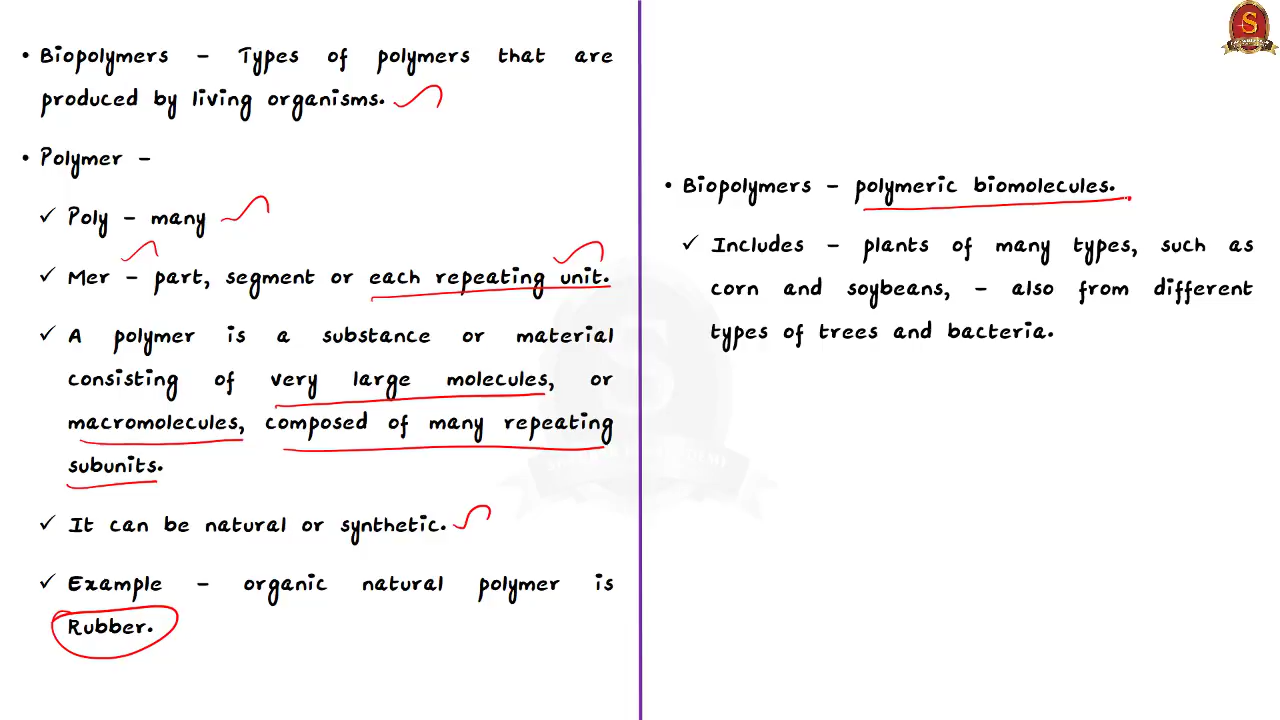 • Biopolymers – Types of polymers that are
produced by living organisms.
• Polymer –
✓ Poly – many
✓ Mer – part, segment or each repeating unit.
✓ A polymer is a substance or material
consisting of very large molecules, or
macromolecules, composed of many repeating
subunits.
✓ It can be natural or synthetic.
✓ Example – organic natural polymer is
Rubber.
• Biopolymers – polymeric biomolecules.
✓ Includes – plants of many types, such as
corn and soybeans, – also from different
types of trees and bacteria.
S